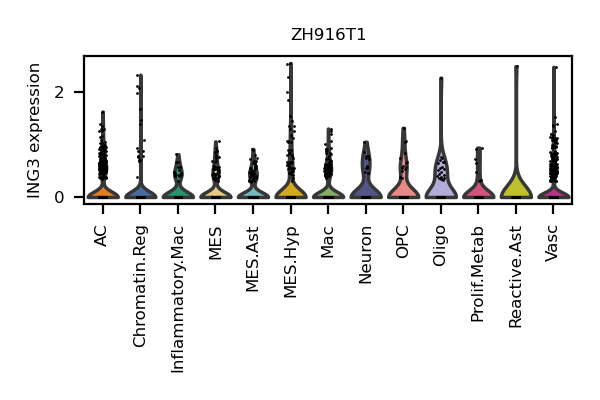 ZH916T1
ING3 expression
2
0
AC
Chromatin.Reg
Inflammatory.Mac
MES
MES.Ast
MES.Hyp
Mac
Neuron
OPC
Oligo
Prolif.Metab
Reactive.Ast
Vasc